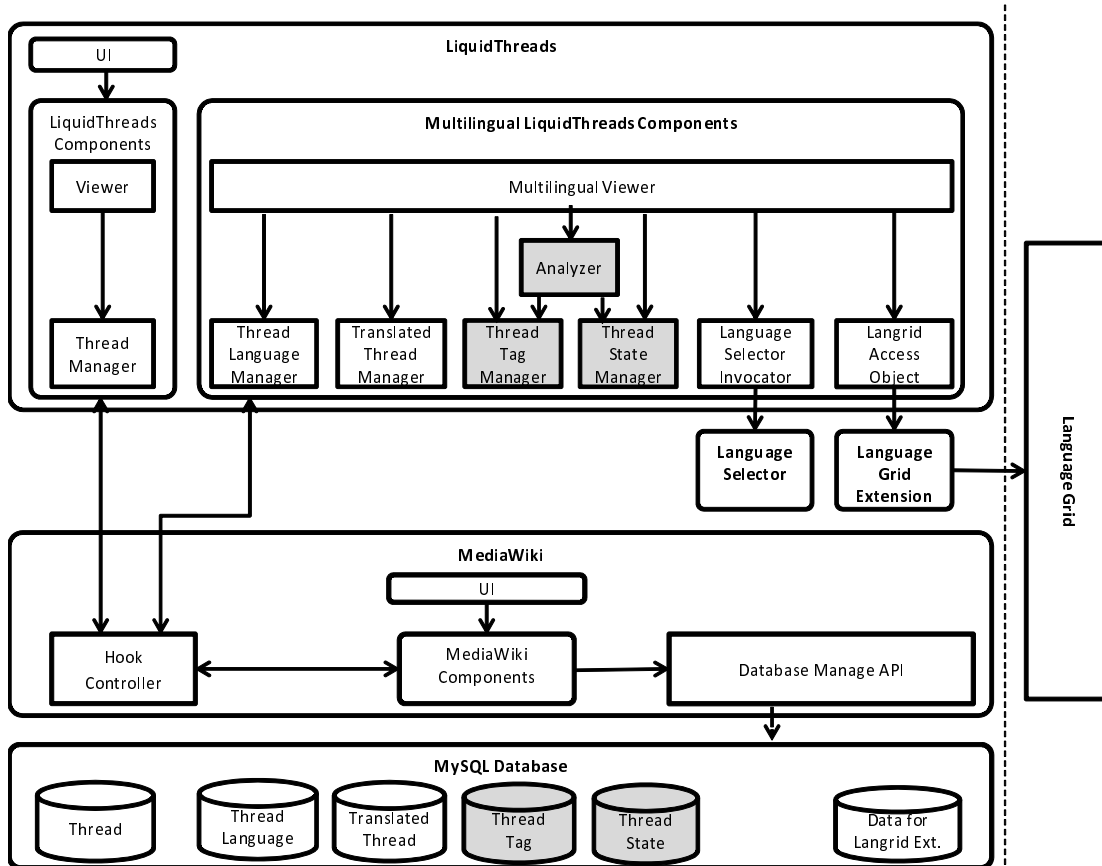 LiquidThreads
UI
LiquidThreads
Components
Viewer
Thread
Manager
Multilingual LiquidThreads Components
Multilingual Viewer
Analyzer
Thread
Language
Manager
Translated
Thread
Manager
Thread
Tag
Manager
Thread
State
Manager
Language
Selector
Invocator
Langrid
Access
Object
Language
Selector
Language
Grid
Extension
Language Grid
MediaWiki
UI
Hook
Controller
MediaWiki
Components
Database Manage API
MySQL Database
Thread
Thread
Language
Translated
Thread
Thread
Tag
Thread
State
Data for
Langrid Ext.